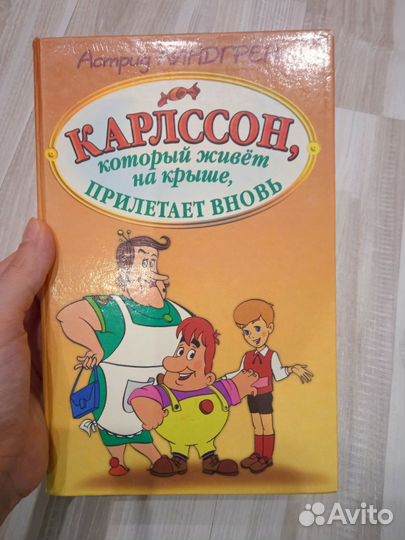 Астрид ЛИНДГРЕН
КАРЛССОН,
который живёт
на крыше,
ПРИЛЕТАЕТ ВНОВЬ
Avito